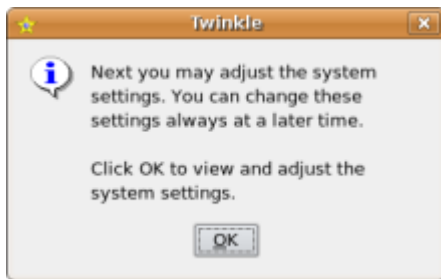 Twinkle
Next you may adjust the system
settings. You can change these
settings always at a later time.
Click OK to view and adjust the
system settings.
OK